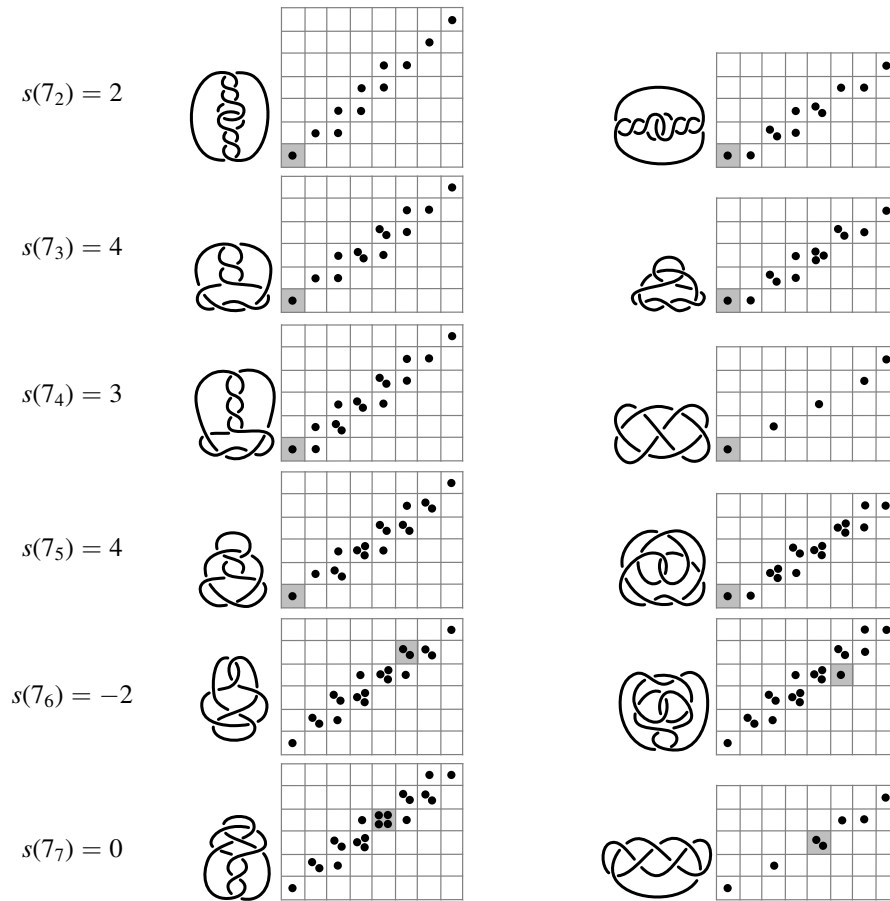 s(7₂) = 2
s(7₃) = 4
s(7₄) = 3
s(7₅) = 4
s(7₆) = −2
s(7₇) = 0